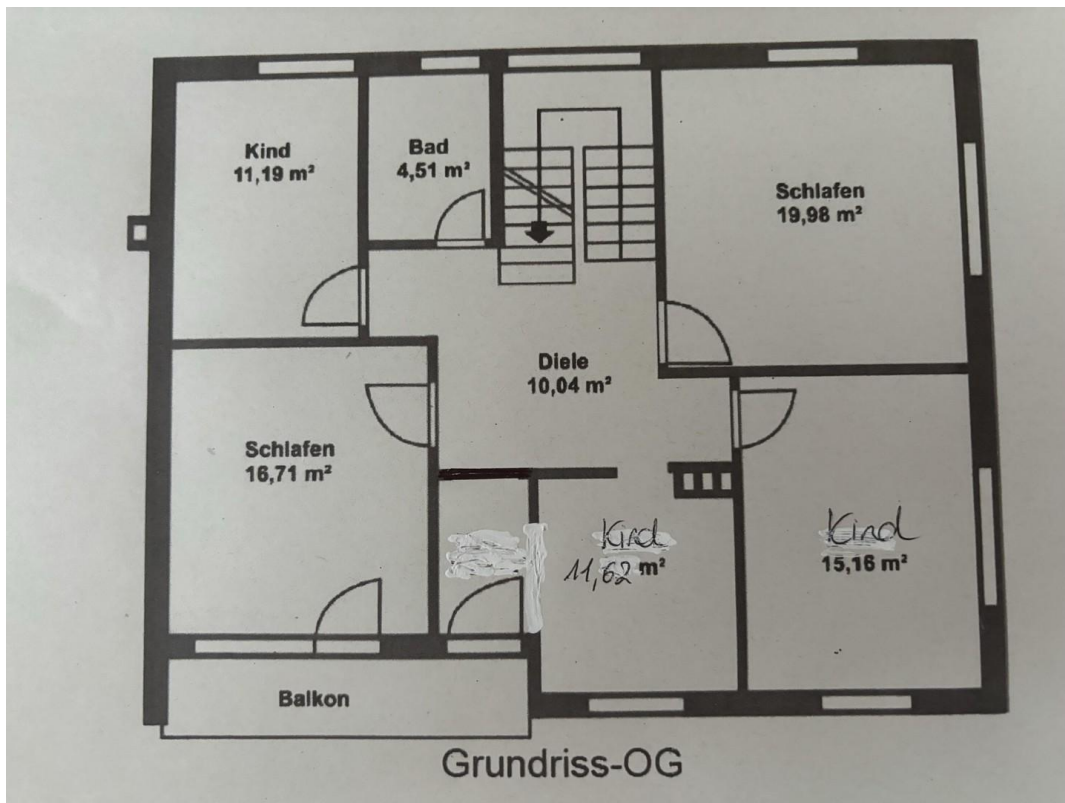 Kind
11,19 m²
Bad
4,51 m²
Schlafen
19,98 m²
Diele
10,04 m²
Schlafen
16,71 m²
Kind
11,62 m²
Kind
15,16 m²
Balkon
Grundriss-OG